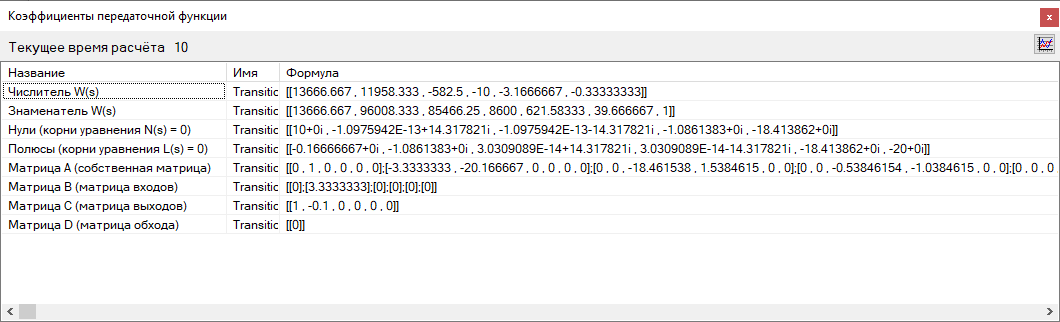 Коэффициенты передаточной функции
Текущее время расчёта 10
Название Имя Формула
Числитель W(s) Transitic [[13666.667 , 11958.333 , -582.5 , -10 , -3.1666667 , -0.33333333]]
Знаменатель W(s) Transitic [[13666.667 , 96008.333 , 85466.25 , 8600 , 621.58333 , 39.666667 , 1]]
Нули (корни уравнения N(s) = 0) Transitic [[10+0i , -1.0975942E-13+14.317821i , -1.0975942E-13-14.317821i , -1.0861383+0i , -18.413862+0i]]
Полюсы (корни уравнения L(s) = 0) Transitic [[-0.16666667+0i , -1.0861383+0i , 3.0309089E-14+14.317821i , 3.0309089E-14-14.317821i , -18.413862+0i , -20+0i]]
Матрица A (собственная матрица) Transitic [[0 , 1 , 0 , 0 , 0 , 0];[-3.3333333 , -20.166667 , 0 , 0 , 0 , 0];[0 , 0 , -18.461538 , 1.5384615 , 0 , 0];[0 , 0 , -0.53846154 , -1.0384615 , 0 , 0];[0 , 0 , 0
Матрица B (матрица входов) Transitic [[0];[3.3333333];[0];[0];[0];[0]]
Матрица C (матрица выходов) Transitic [[1 , -0.1 , 0 , 0 , 0 , 0]]
Матрица D (матрица обхода) Transitic [[0]]